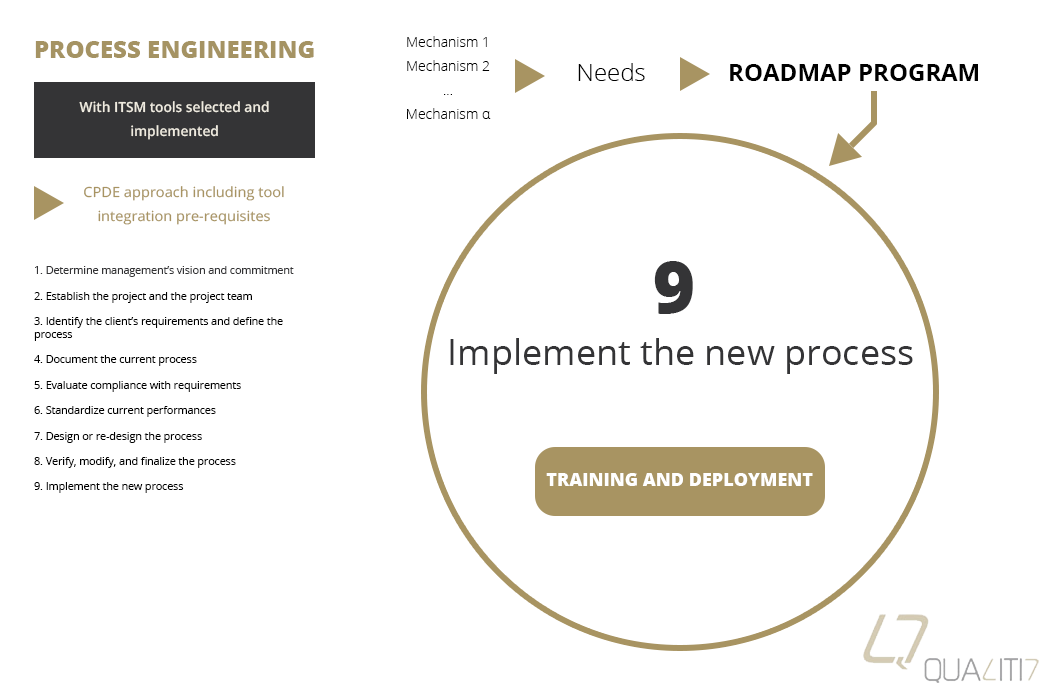 PROCESS ENGINEERING
With ITSM tools selected and
implemented
CPDE approach including tool
integration pre-requisites
1. Determine management's vision and commitment
2. Establish the project and the project team
3. Identify the client's requirements and define the
process
4. Document the current process
5. Evaluate compliance with requirements
6. Standardize current performances
7. Design or re-design the process
8. Verify, modify, and finalize the process
9. Implement the new process
Mechanism 1
Mechanism 2
...
Mechanism α
Needs
ROADMAP PROGRAM
9
Implement the new process
TRAINING AND DEPLOYMENT
QUALITI7